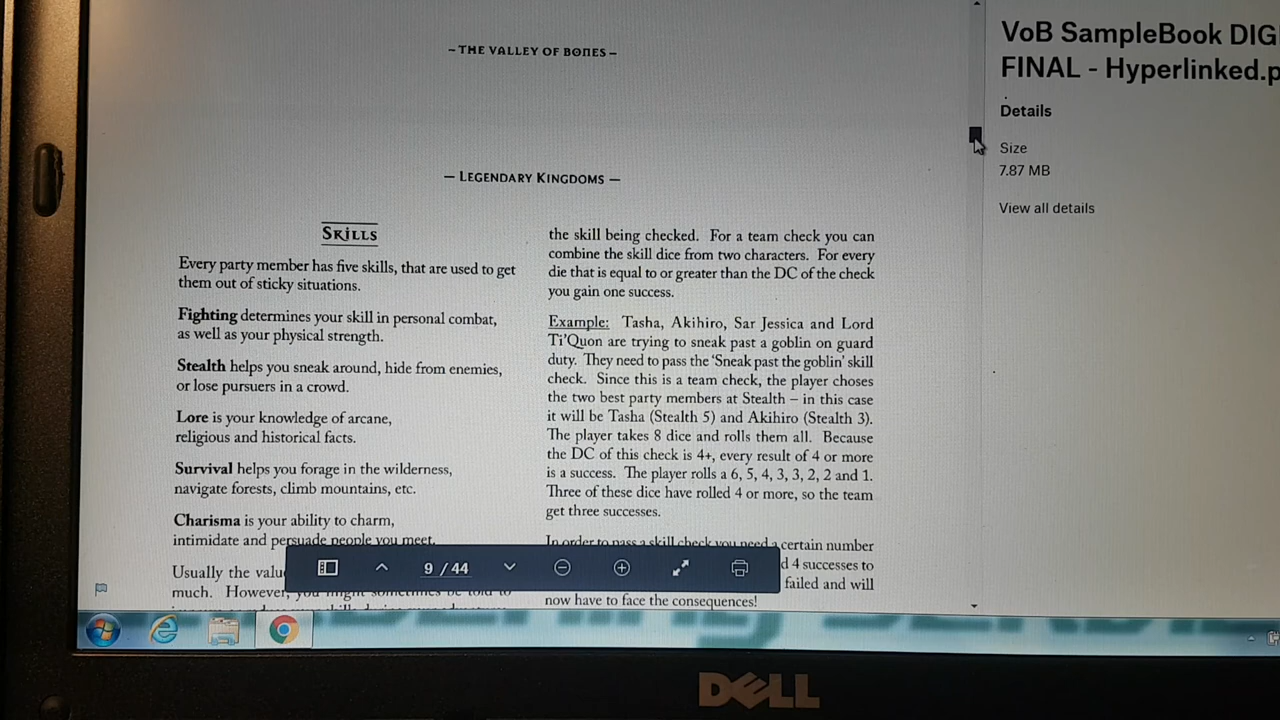 – THE VALLEY OF BONES –
— LEGENDARY KINGDOMS —
SKILLS
Every party member has five skills, that are used to get
them out of sticky situations.
Fighting determines your skill in personal combat,
as well as your physical strength.
Stealth helps you sneak around, hide from enemies,
or lose pursuers in a crowd.
Lore is your knowledge of arcane,
religious and historical facts.
Survival helps you forage in the wilderness,
navigate forests, climb mountains, etc.
Charisma is your ability to charm,
intimidate and persuade people you meet.
Usually the
much. However, you might sometimes be told to
the skill being checked. For a team check you can
combine the skill dice from two characters. For every
die that is equal to or greater than the DC of the check
you gain one success.
Example: Tasha, Akihiro, Sar Jessica and Lord
Ti'Quon are trying to sneak past a goblin on guard
duty. They need to pass the 'Sneak past the goblin' skill
check. Since this is a team check, the player choses
the two best party members at Stealth – in this case
it will be Tasha (Stealth 5) and Akihiro (Stealth 3).
The player takes 8 dice and rolls them all. Because
the DC of this check is 4+, every result of 4 or more
is a success. The player rolls a 6, 5, 4, 3, 3, 2, 2 and 1.
Three of these dice have rolled 4 or more, so the team
get three successes.
In order to pass a skill check you need a certain number
4 successes to
failed and will
now have to face the consequences!
9 / 44
VoB SampleBook DIG
FINAL - Hyperlinked.p
Details
Size
7.87 MB
View all details
DELL